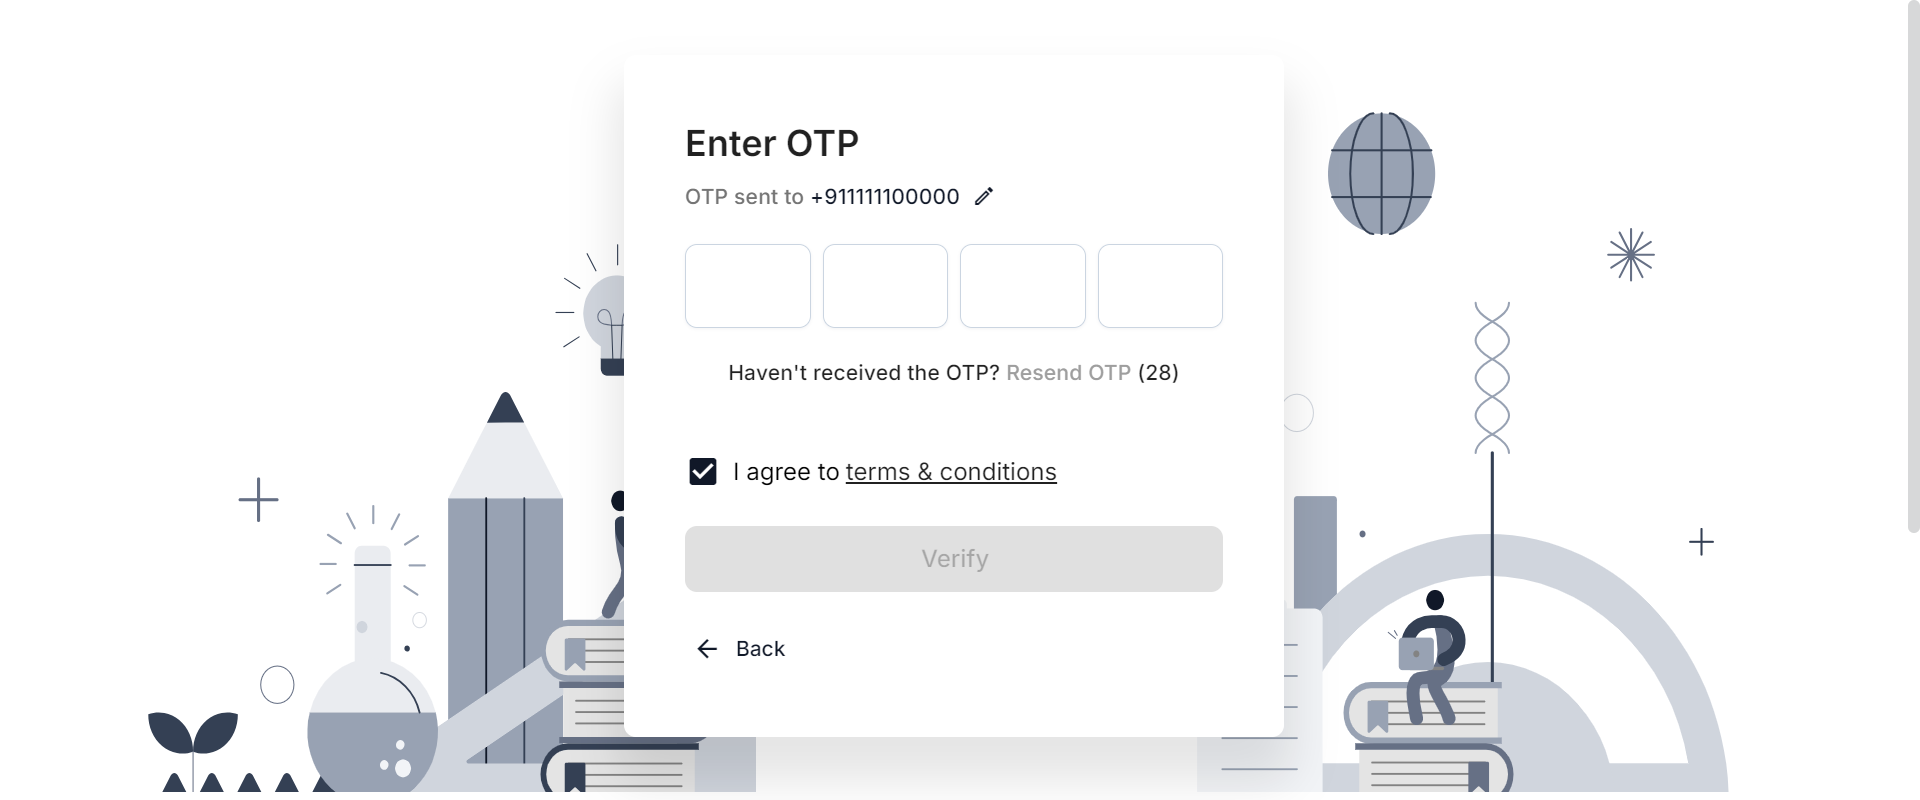 Enter OTP
OTP sent to +911111100000
Haven't received the OTP? Resend OTP (28)
I agree to terms & conditions
Verify
Back